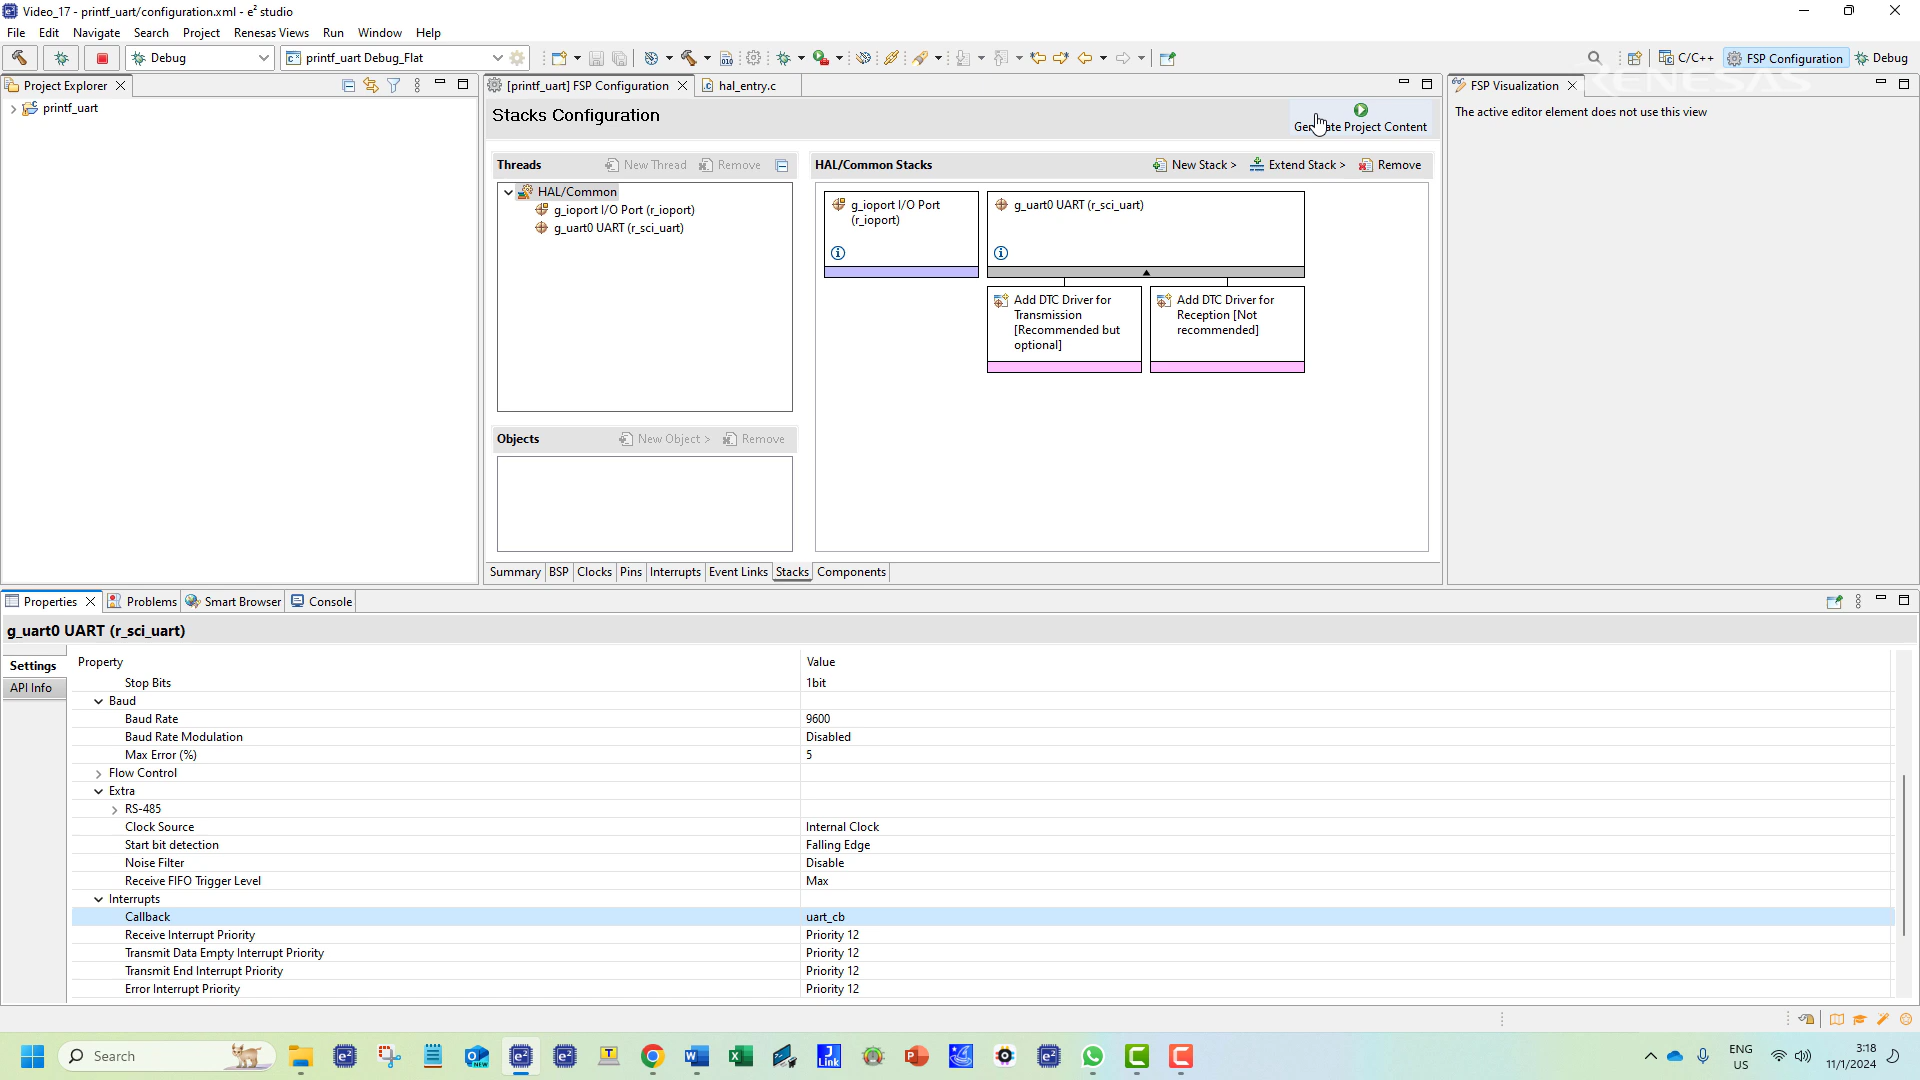 Video_17 - printf_uart/configuration.xml - e² studio
File Edit Navigate Search Project Renesas Views Run Window Help
Debug printf_uart Debug_Flat
C/C++ FSP Configuration Debug
RENESAS
Project Explorer
printf_uart
[printf_uart] FSP Configuration hal_entry.c
Stacks Configuration
Generate Project Content
Threads New Thread Remove
HAL/Common
g_ioport I/O Port (r_ioport)
g_uart0 UART (r_sci_uart)
Objects New Object > Remove
HAL/Common Stacks New Stack > Extend Stack > Remove
g_ioport I/O Port
(r_ioport)
g_uart0 UART (r_sci_uart)
Add DTC Driver for
Transmission
[Recommended but
optional]
Add DTC Driver for
Reception [Not
recommended]
Summary BSP Clocks Pins Interrupts Event Links Stacks Components
FSP Visualization
The active editor element does not use this view
Properties Problems Smart Browser Console
g_uart0 UART (r_sci_uart)
Settings
API Info
Property Value
Stop Bits 1bit
Baud
Baud Rate 9600
Baud Rate Modulation Disabled
Max Error (%) 5
Flow Control
Extra
RS-485
Clock Source Internal Clock
Start bit detection Falling Edge
Noise Filter Disable
Receive FIFO Trigger Level Max
Interrupts
Callback uart_cb
Receive Interrupt Priority Priority 12
Transmit Data Empty Interrupt Priority Priority 12
Transmit End Interrupt Priority Priority 12
Error Interrupt Priority Priority 12
Search
ENG
US
3:18
11/1/2024